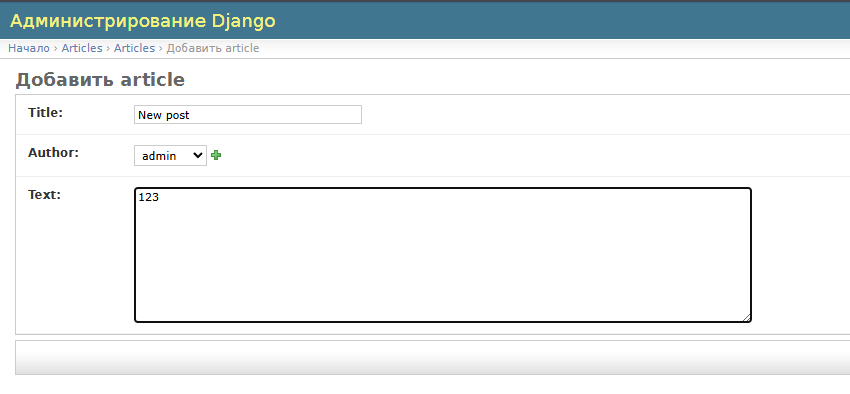 Администрирование Django
Начало › Articles › Articles › Добавить article
Добавить article
Title: New post
Author: admin
Text: 123